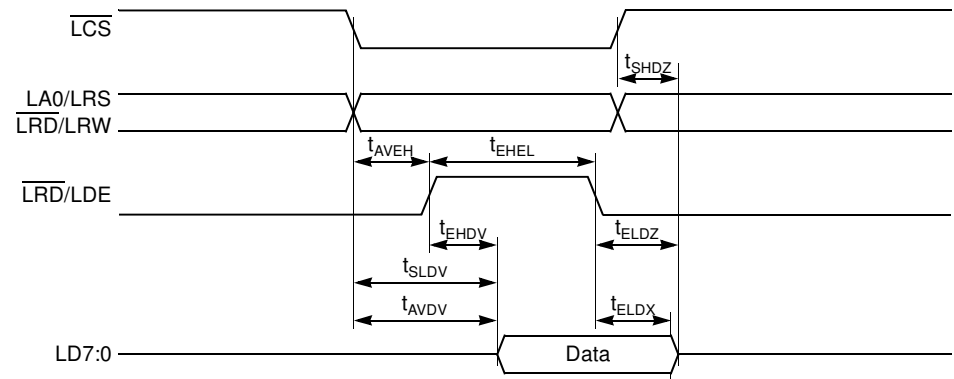 LCS
tSHDZ
LA0/LRS
LRD/LRW
tAVEH tEHEL
LRD/LDE
tEHDV tELDZ
tSLDV
tAVDV tELDX
LD7:0 Data